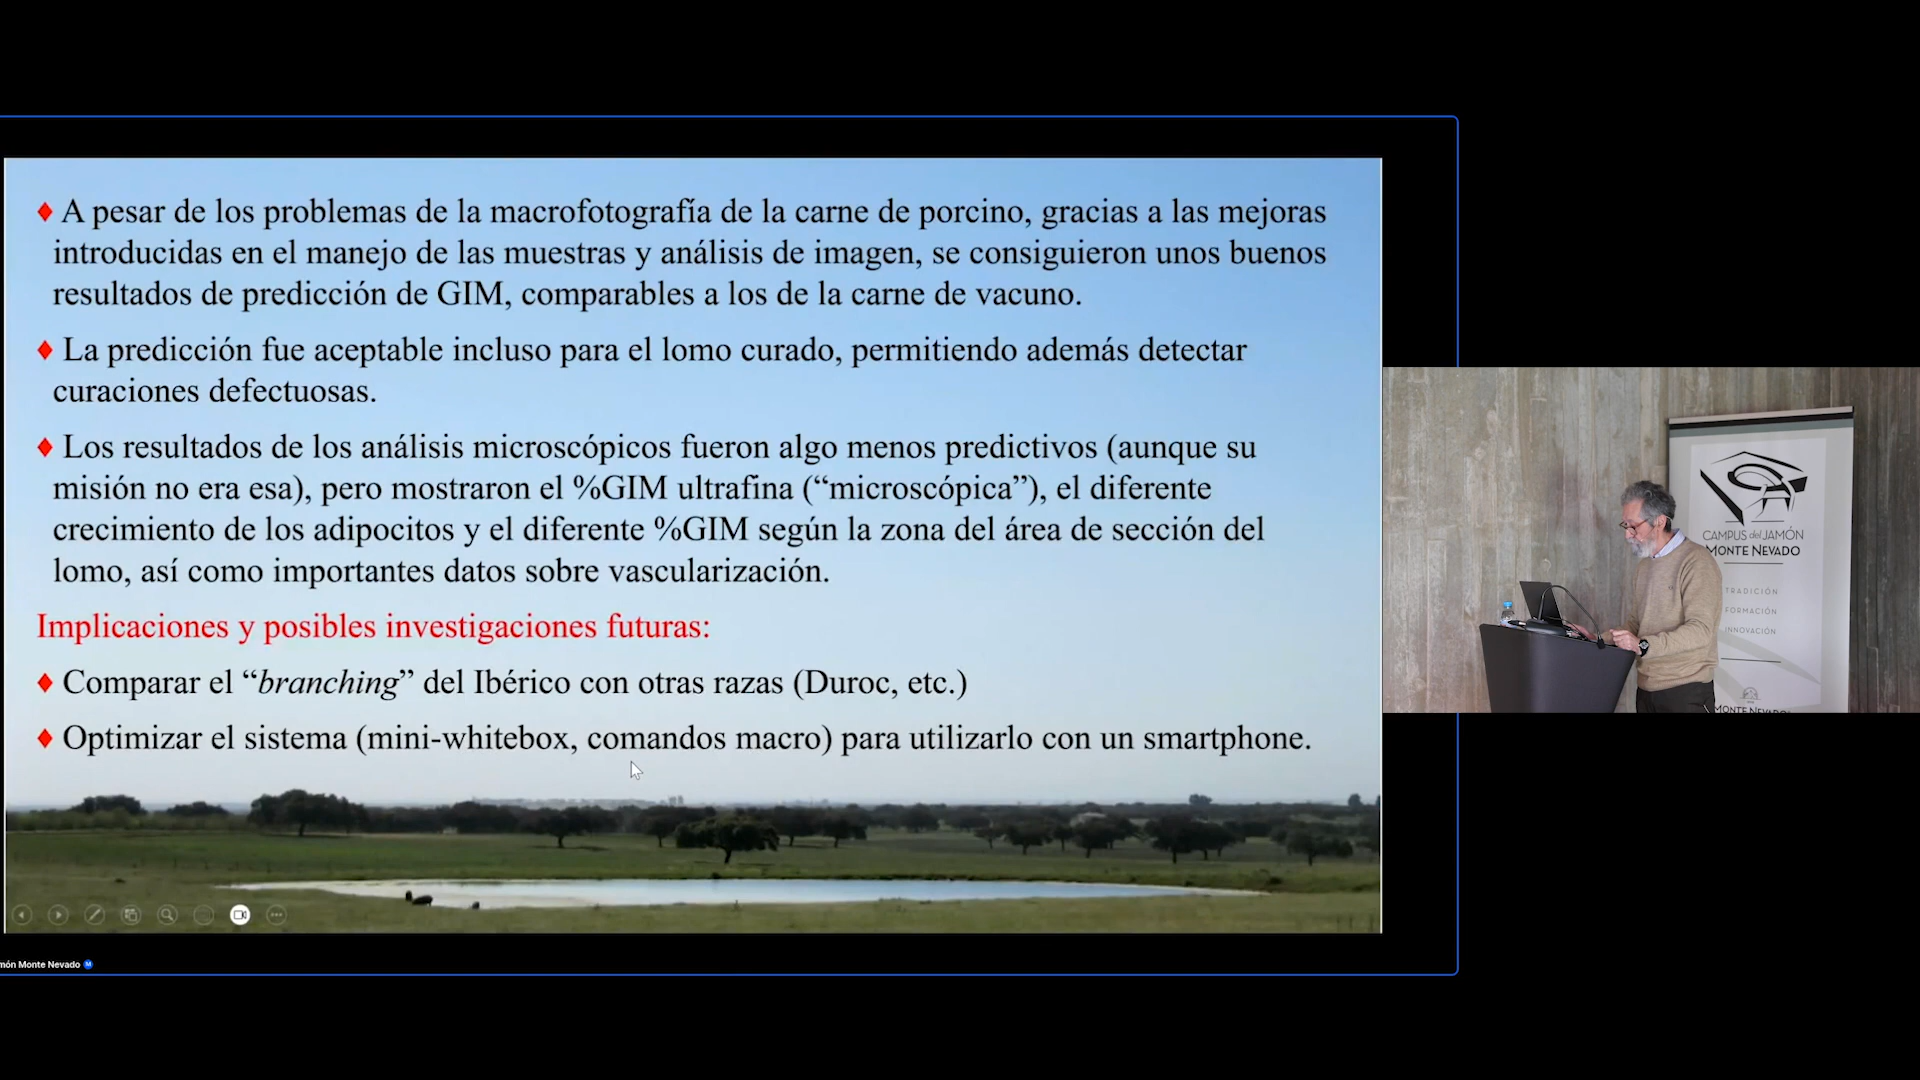 ♦ A pesar de los problemas de la macrofotografía de la carne de porcino, gracias a las mejoras
introducidas en el manejo de las muestras y análisis de imagen, se consiguieron unos buenos
resultados de predicción de GIM, comparables a los de la carne de vacuno.
♦ La predicción fue aceptable incluso para el lomo curado, permitiendo además detectar
curaciones defectuosas.
♦ Los resultados de los análisis microscópicos fueron algo menos predictivos (aunque su
misión no era esa), pero mostraron el %GIM ultrafina (“microscópica”), el diferente
crecimiento de los adipocitos y el diferente %GIM según la zona del área de sección del
lomo, así como importantes datos sobre vascularización.
Implicaciones y posibles investigaciones futuras:
♦ Comparar el “branching” del Ibérico con otras razas (Duroc, etc.)
♦ Optimizar el sistema (mini-whitebox, comandos macro) para utilizarlo con un smartphone.
món Monte Nevado
CAMPUS del JAMÓN
MONTE NEVADO
TRADICIÓN
FORMACIÓN
INNOVACIÓN
MONTE NEVADO